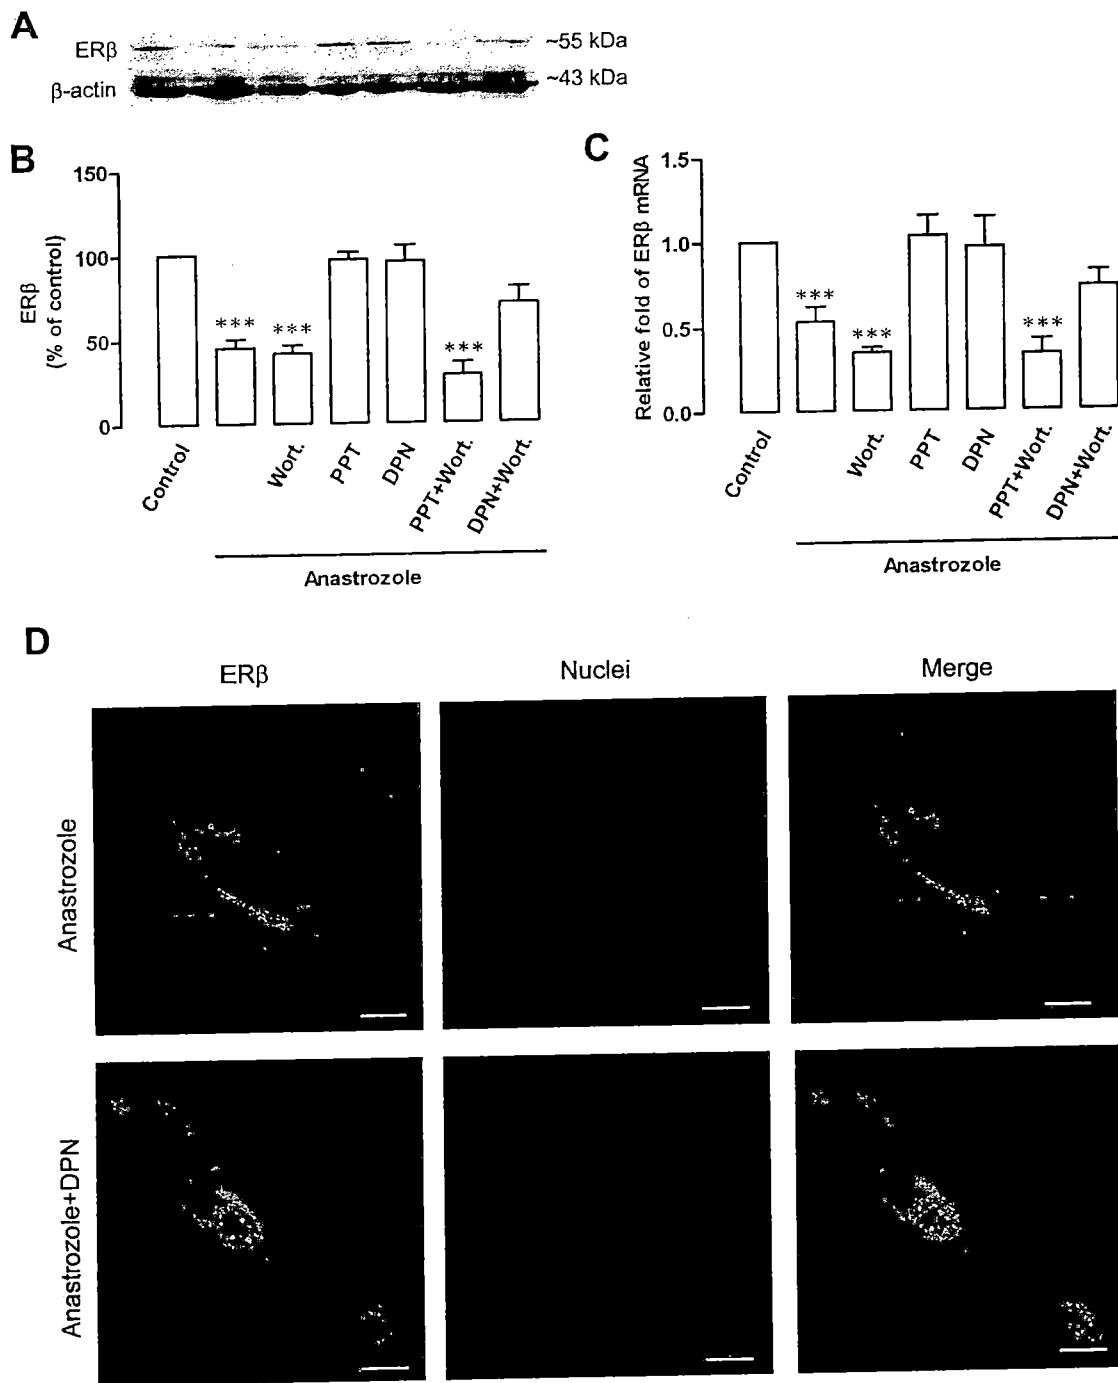 A
ERβ
~55 kDa
β-actin
~43 kDa
B
ERβ
(% of control)
150
100
50
0
***
***
***
Control
Wort.
PPT
DPN
PPT+Wort.
DPN+Wort.
Anastrozole
C
Relative fold of ERβ mRNA
1.5
1.0
0.5
0.0
***
***
***
Control
Wort.
PPT
DPN
PPT+Wort.
DPN+Wort.
Anastrozole
D
ERβ
Nuclei
Merge
Anastrozole
Anastrozole+DPN